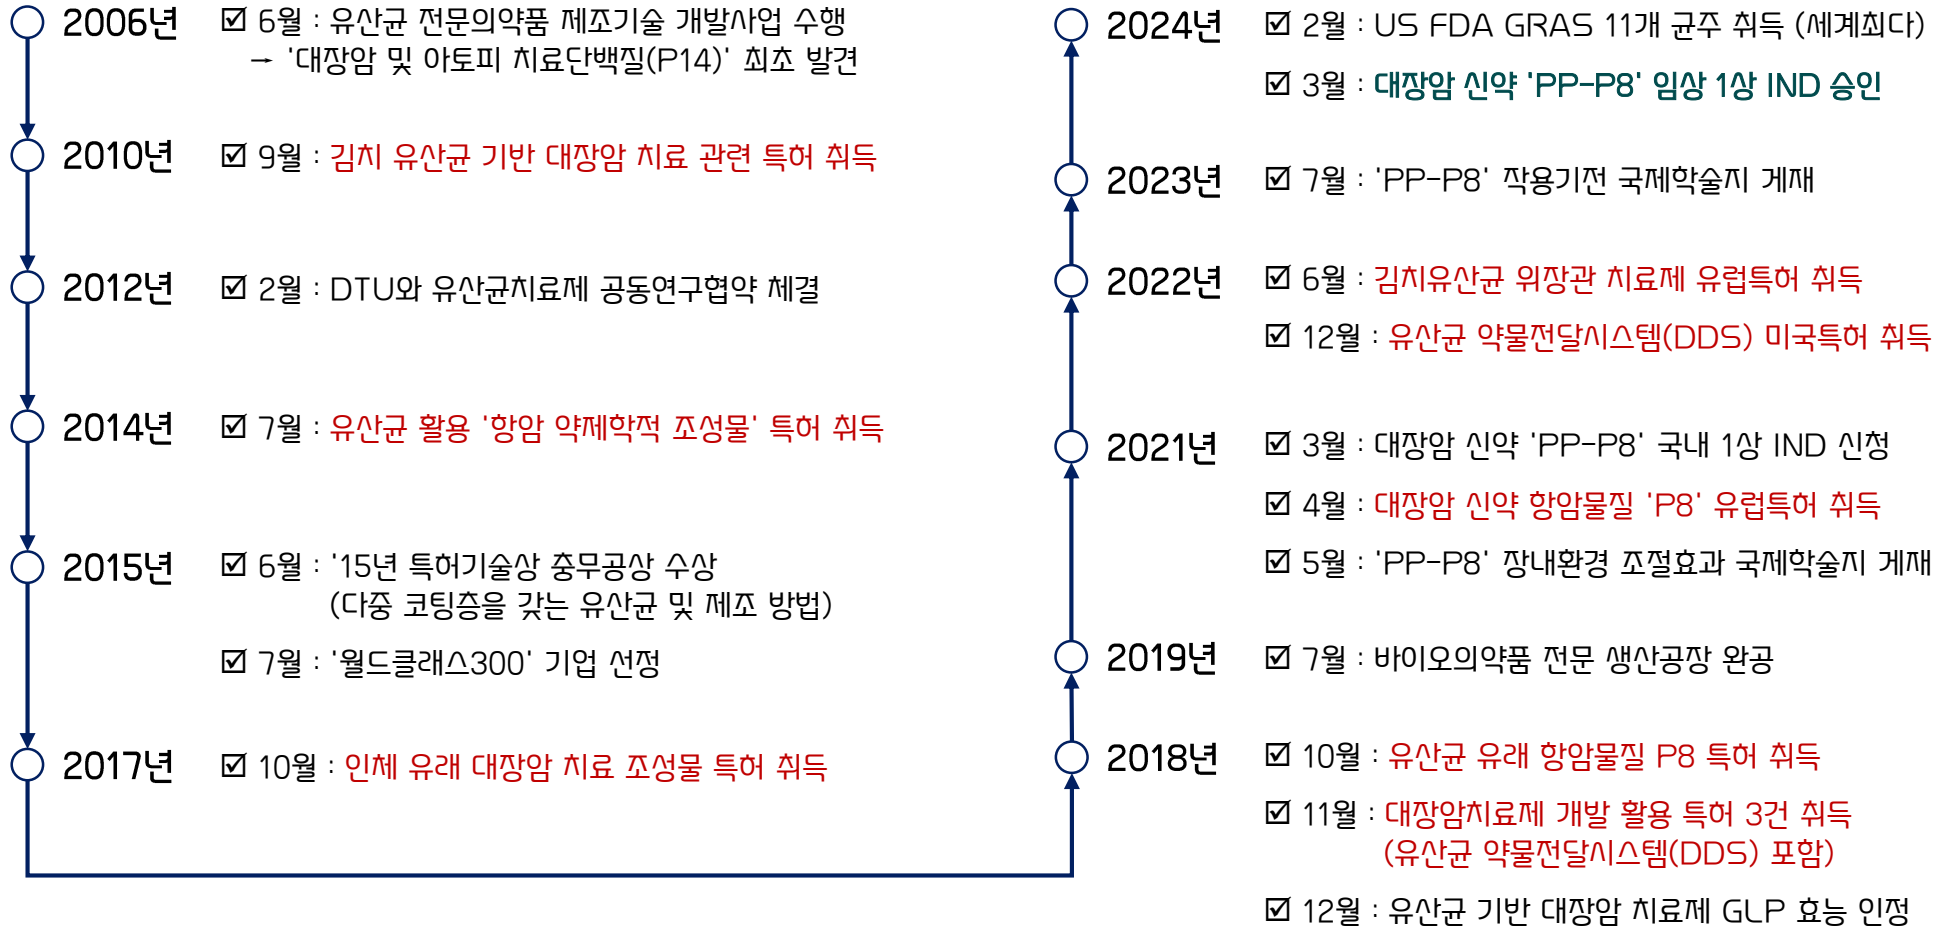 2006년
☑ 6월 : 유산균 전문의약품 제조기술 개발사업 수행
→ '대장암 및 아토피 치료단백질(P14)' 최초 발견
2010년
☑ 9월 : 김치 유산균 기반 대장암 치료 관련 특허 취득
2012년
☑ 2월 : DTU와 유산균치료제 공동연구협약 체결
2014년
☑ 7월 : 유산균 활용 '항암 약제학적 조성물' 특허 취득
2015년
☑ 6월 : '15년 특허기술상 충무공상 수상
(다중 코팅층을 갖는 유산균 및 제조 방법)
☑ 7월 : '월드클래스300' 기업 선정
2017년
☑ 10월 : 인체 유래 대장암 치료 조성물 특허 취득
2024년
☑ 2월 : US FDA GRAS 11개 균주 취득 (세계최다)
☑ 3월 : 대장암 신약 'PP-P8' 임상 1상 IND 승인
2023년
☑ 7월 : 'PP-P8' 작용기전 국제학술지 게재
2022년
☑ 6월 : 김치유산균 위장관 치료제 유럽특허 취득
☑ 12월 : 유산균 약물전달시스템(DDS) 미국특허 취득
2021년
☑ 3월 : 대장암 신약 'PP-P8' 국내 1상 IND 신청
☑ 4월 : 대장암 신약 항암물질 'P8' 유럽특허 취득
☑ 5월 : 'PP-P8' 장내환경 조절효과 국제학술지 게재
2019년
☑ 7월 : 바이오의약품 전문 생산공장 완공
2018년
☑ 10월 : 유산균 유래 항암물질 P8 특허 취득
☑ 11월 : 대장암치료제 개발 활용 특허 3건 취득
(유산균 약물전달시스템(DDS) 포함)
☑ 12월 : 유산균 기반 대장암 치료제 GLP 효능 인정